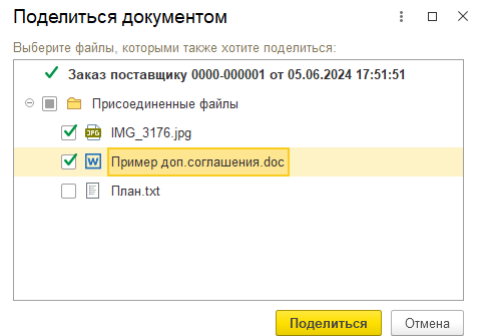 Поделиться документом
Выберите файлы, которыми также хотите поделиться:
Заказ поставщику 0000-000001 от 05.06.2024 17:51:51
Присоединенные файлы
IMG_3176.jpg
Пример доп.соглашения.doc
План.txt
Поделиться Отмена